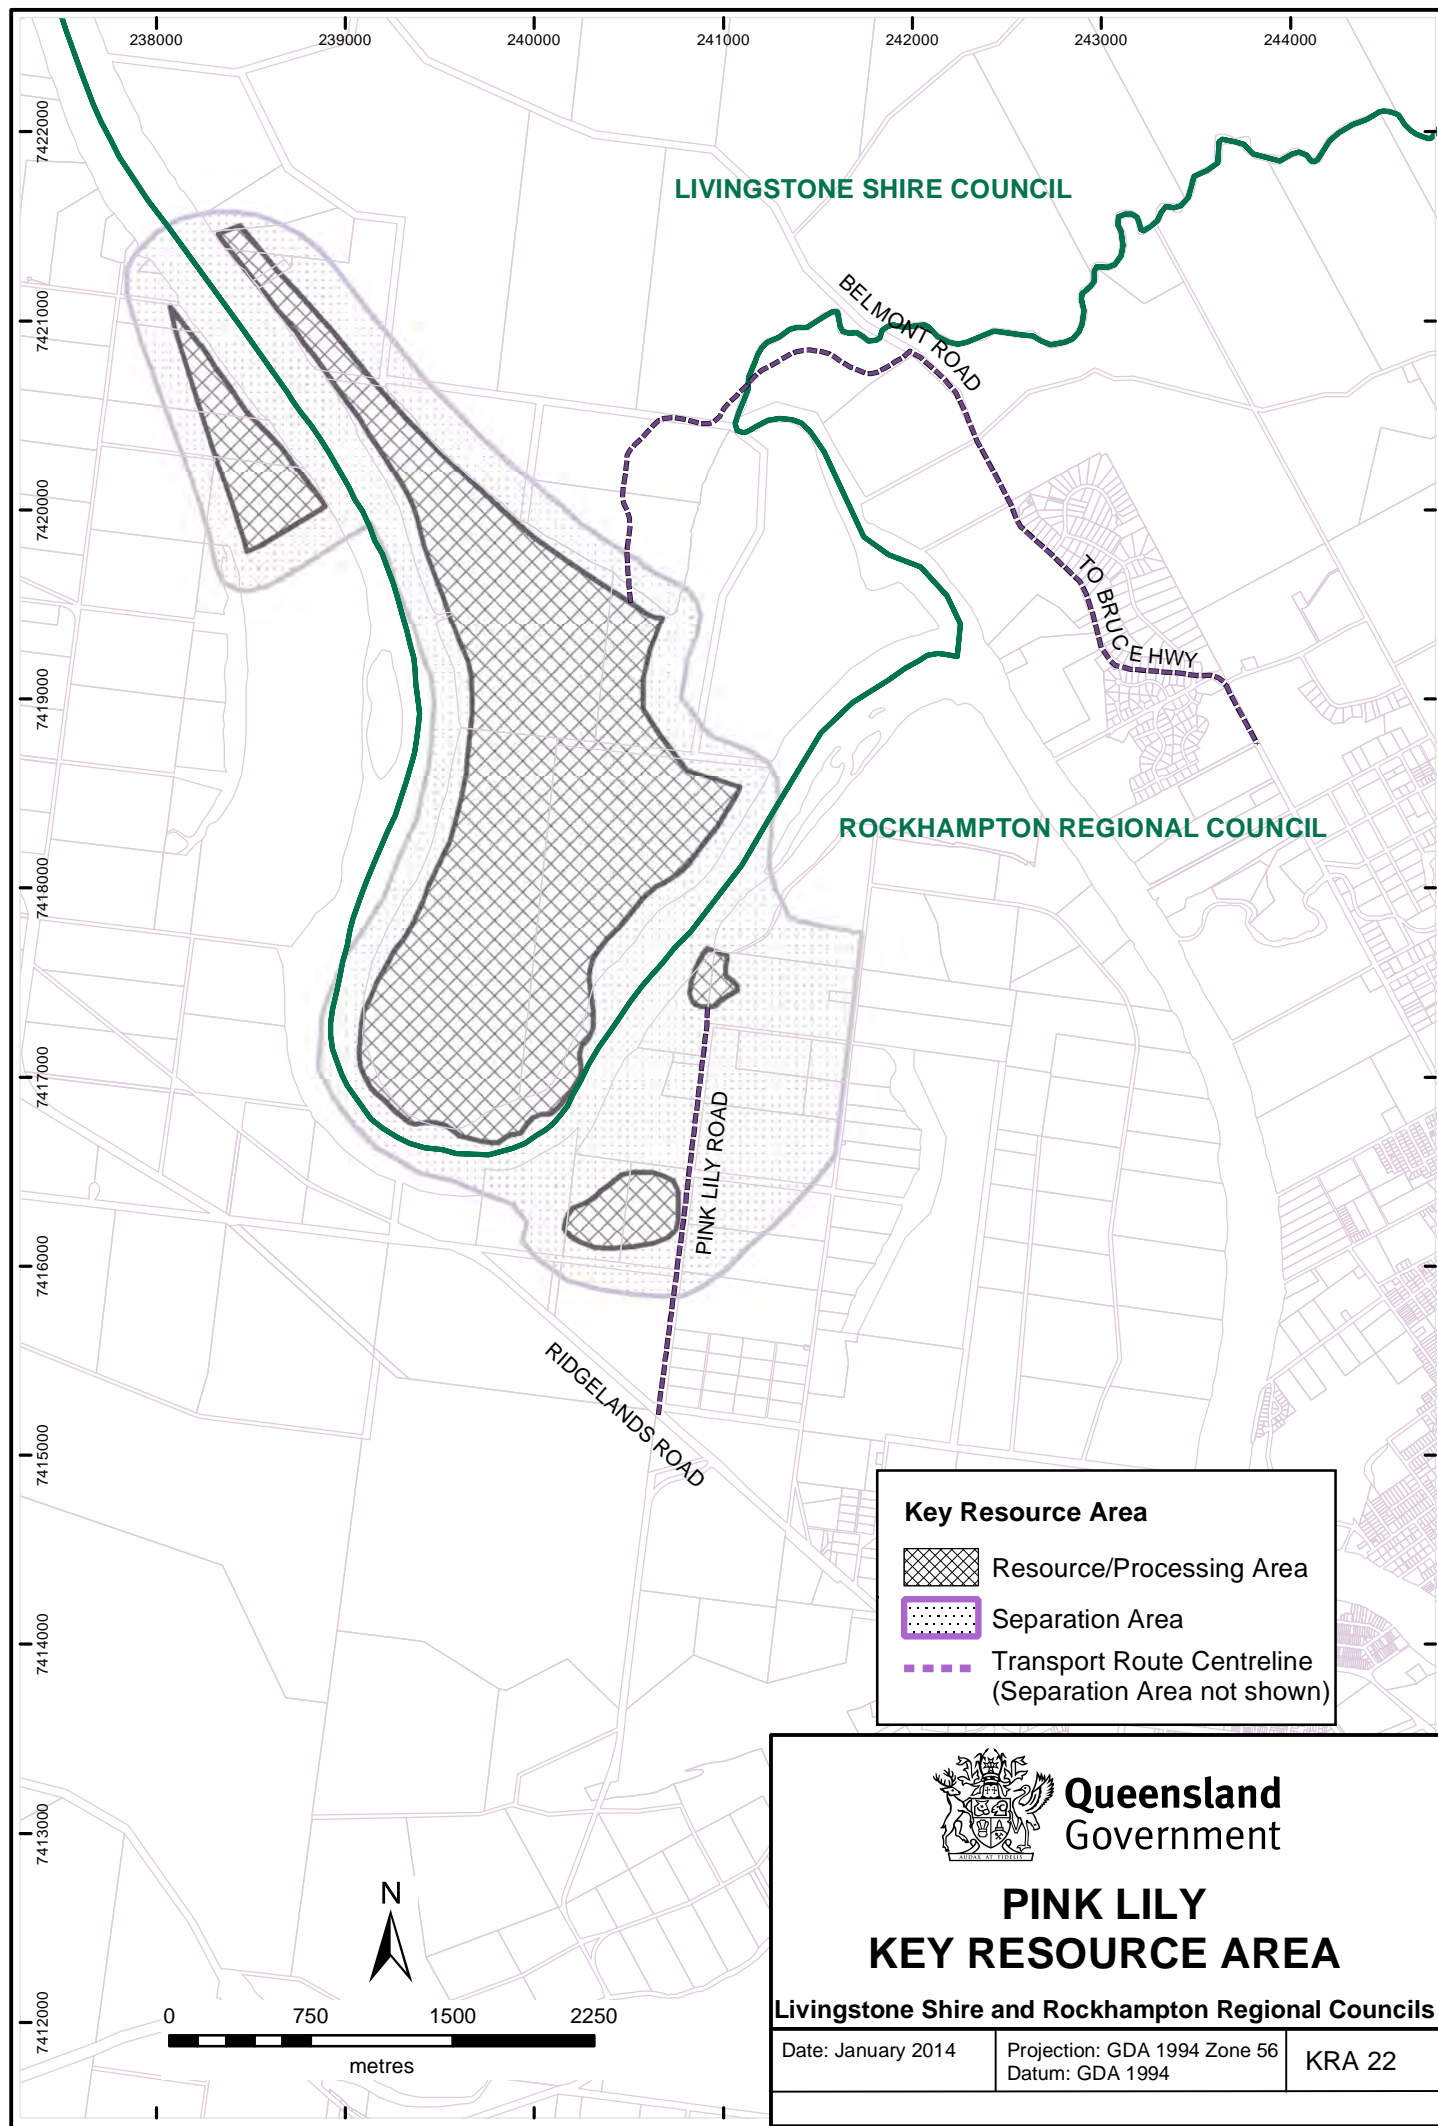 238000 239000 240000 241000 242000 243000 244000
7422000
7421000
7420000
7419000
7418000
7417000
7416000
7415000
7414000
7413000
7412000
LIVINGSTONE SHIRE COUNCIL
BELMONT ROAD
TO BRUCE HWY
ROCKHAMPTON REGIONAL COUNCIL
PINK LILY ROAD
RIDGELANDS ROAD
Key Resource Area
Resource/Processing Area
Separation Area
Transport Route Centreline
(Separation Area not shown)
N
0 750 1500 2250
metres
AUDAX AT FIDELIS
Queensland
Government
PINK LILY
KEY RESOURCE AREA
Livingstone Shire and Rockhampton Regional Councils
Date: January 2014
Projection: GDA 1994 Zone 56
Datum: GDA 1994
KRA 22